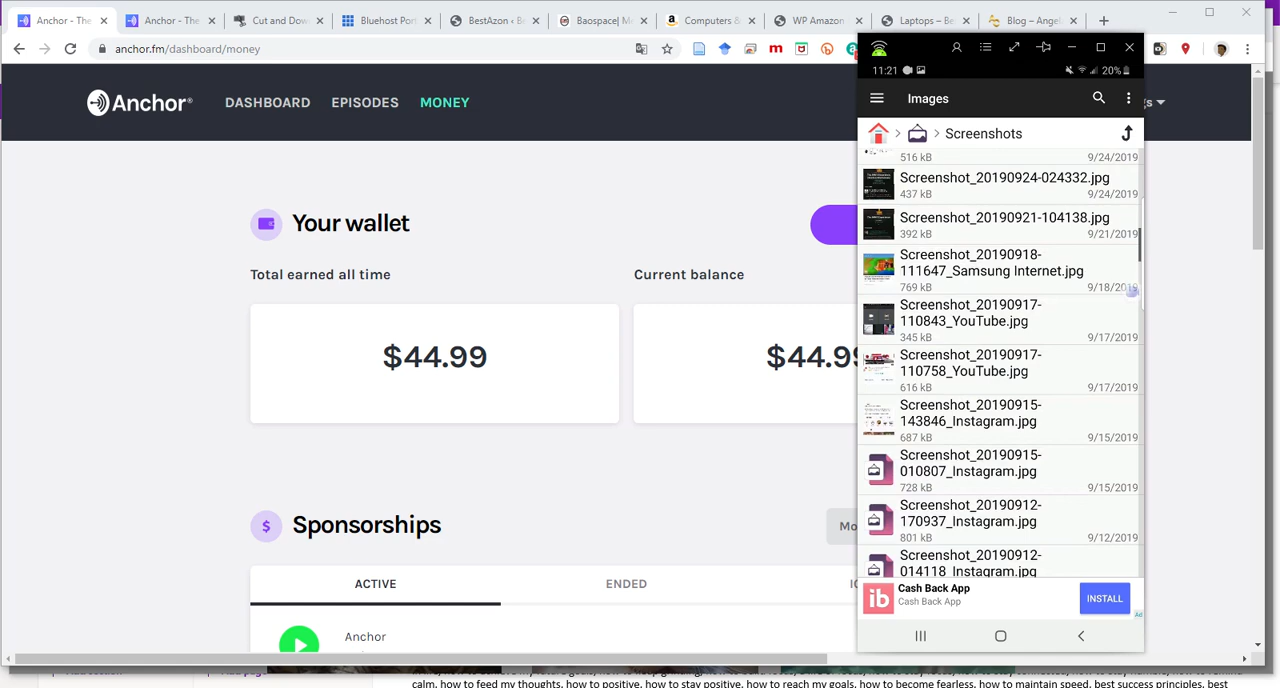 Anchor - The
Anchor - The
Cut and Dow
Bluehost Port
BestAzon ‹ B
Baospace| M
Computers &
WP Amazon
Laptops – Bes
Blog – Angel
anchor.fm/dashboard/money
Anchor
DASHBOARD
EPISODES
MONEY
Your wallet
Total earned all time
Current balance
$44.99
$44.99
Sponsorships
Mo
ACTIVE
ENDED
Anchor
11:21
20%
Images
Screenshots
516 kB 9/24/2019
Screenshot_20190924-024332.jpg
437 kB 9/24/2019
Screenshot_20190921-104138.jpg
392 kB 9/21/2019
Screenshot_20190918-
111647_Samsung Internet.jpg
769 kB 9/18/2019
Screenshot_20190917-
110843_YouTube.jpg
345 kB 9/17/2019
Screenshot_20190917-
110758_YouTube.jpg
616 kB 9/17/2019
Screenshot_20190915-
143846_Instagram.jpg
687 kB 9/15/2019
Screenshot_20190915-
010807_Instagram.jpg
728 kB 9/15/2019
Screenshot_20190912-
170937_Instagram.jpg
801 kB 9/12/2019
Screenshot_20190912-
014118_Instagram.jpg
ib
Cash Back App
Cash Back App
INSTALL
Ad
calm, how to feed my thoughts, how to positive, how to stay positive, how to reach my goals, how to become fearless, how to maintain speed, best success principles, best